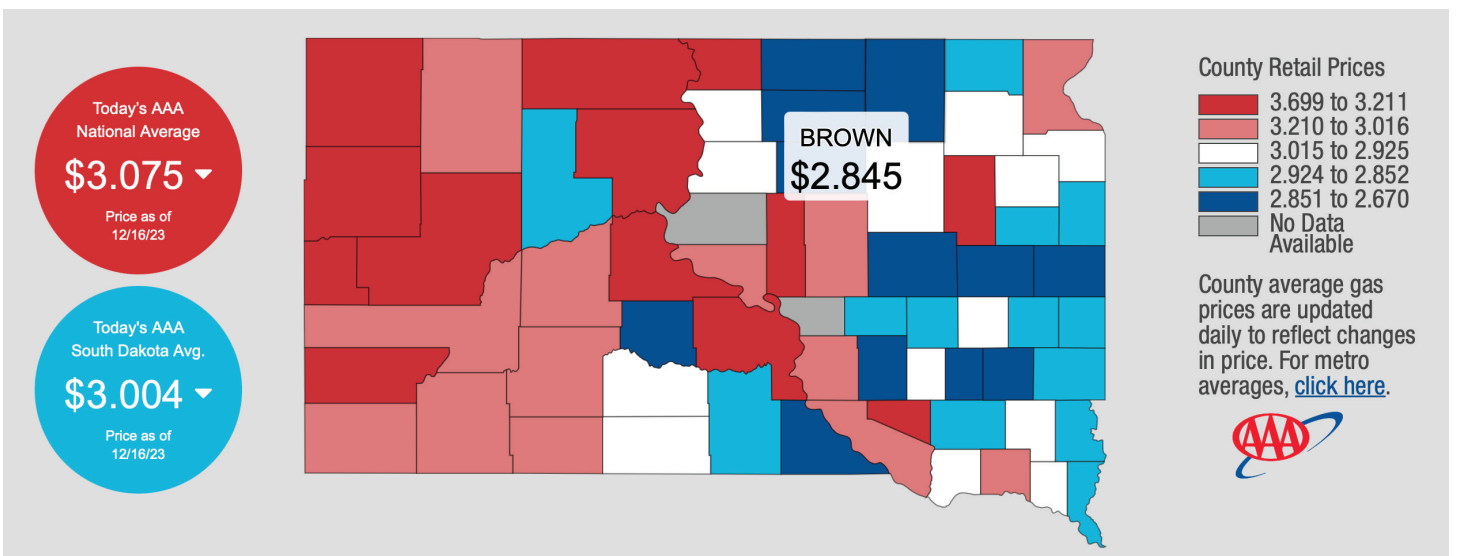 Today's AAA
National Average
$3.075
Price as of
12/16/23
Today's AAA
South Dakota Avg.
$3.004
Price as of
12/16/23
BROWN
$2.845
County Retail Prices
3.699 to 3.211
3.210 to 3.016
3.015 to 2.925
2.924 to 2.852
2.851 to 2.670
No Data
Available
County average gas
prices are updated
daily to reflect changes
in price. For metro
averages, click here.
AAA